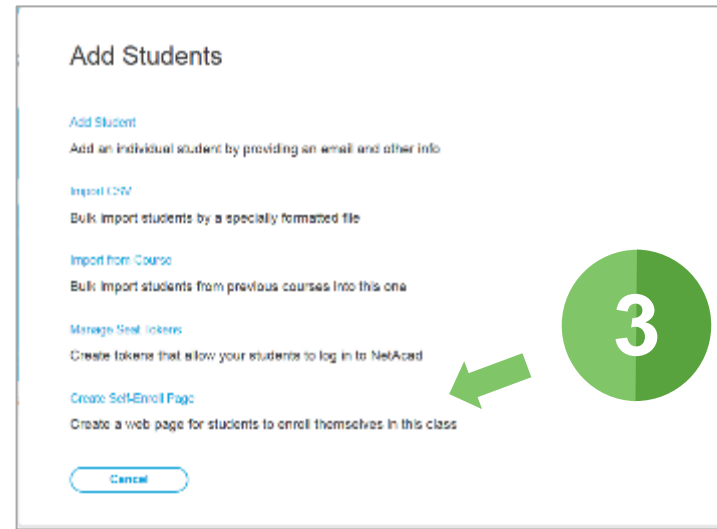 Add Students
Add Student
Add an individual student by providing an email and other info
Import CSV
Bulk import students by a specially formatted file
Import from Course
Bulk import students from previous courses into this one
Manage Seat Tokens
Create tokens that allow your students to log in to NetAcad
Create Self-Enroll Page
Create a web page for students to enroll themselves in this class
Cancel
3